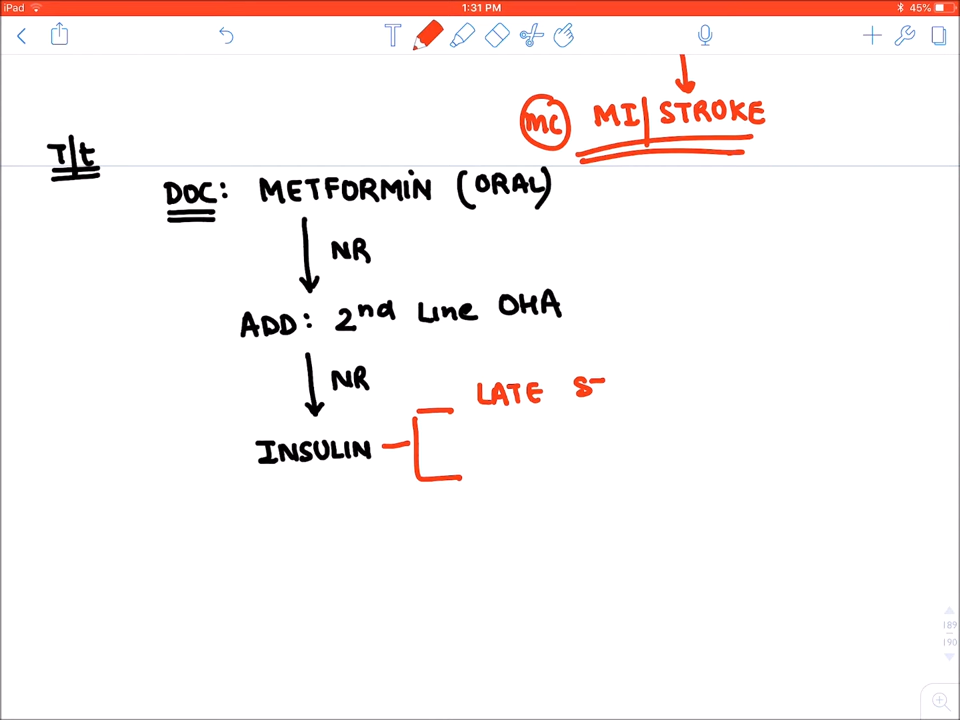 iPad 1:31 PM 45%
T
MC MI | STROKE
T/t
DOC: METFORMIN (ORAL)
NR
ADD: 2nd Line OHA
NR
LATE
INSULIN
189
190